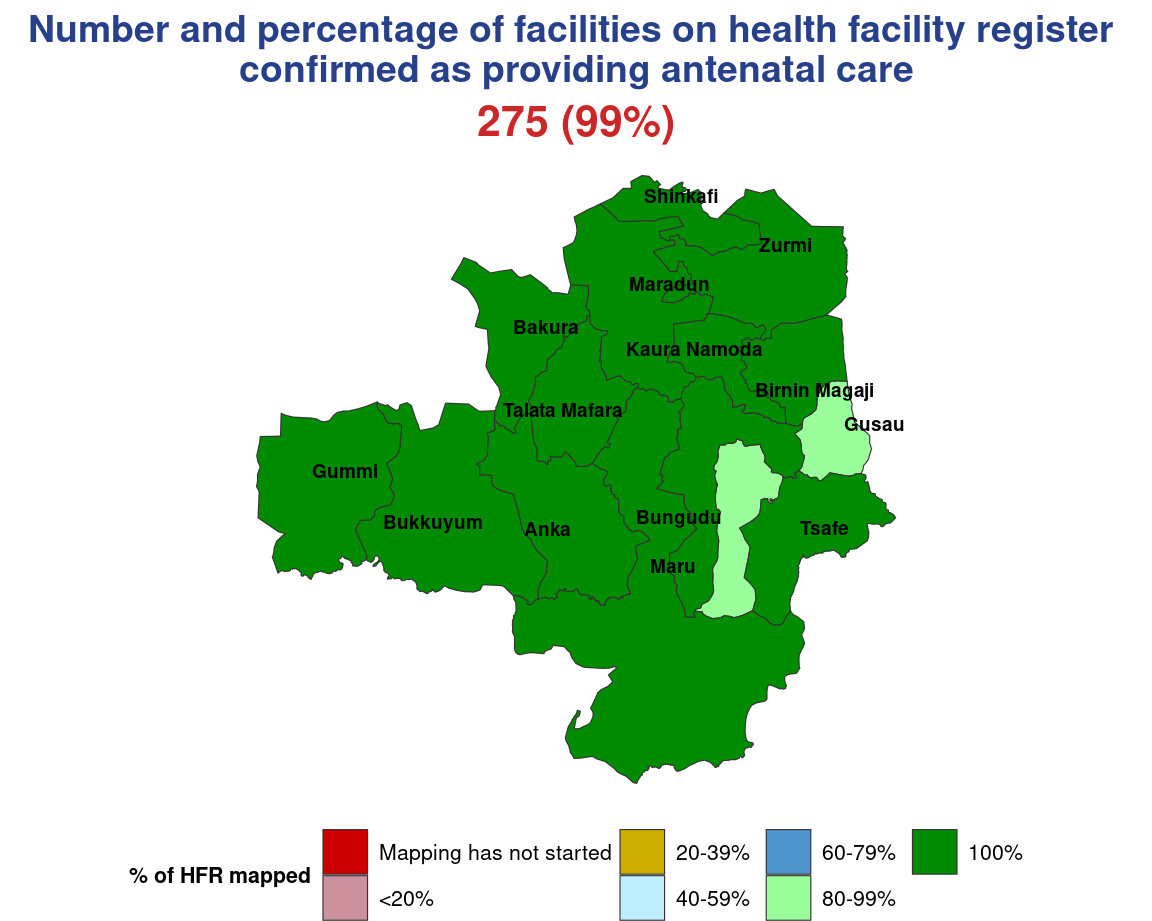 Number and percentage of facilities on health facility register
confirmed as providing antenatal care
275 (99%)
Shinkafi
Zurmi
Maradun
Bakura
Kaura Namoda
Birnin Magaji
Talata Mafara
Gusau
Gummi
Bukkuyum
Anka
Bungudu
Tsafe
Maru
% of HFR mapped
Mapping has not started
<20%
20-39%
40-59%
60-79%
80-99%
100%